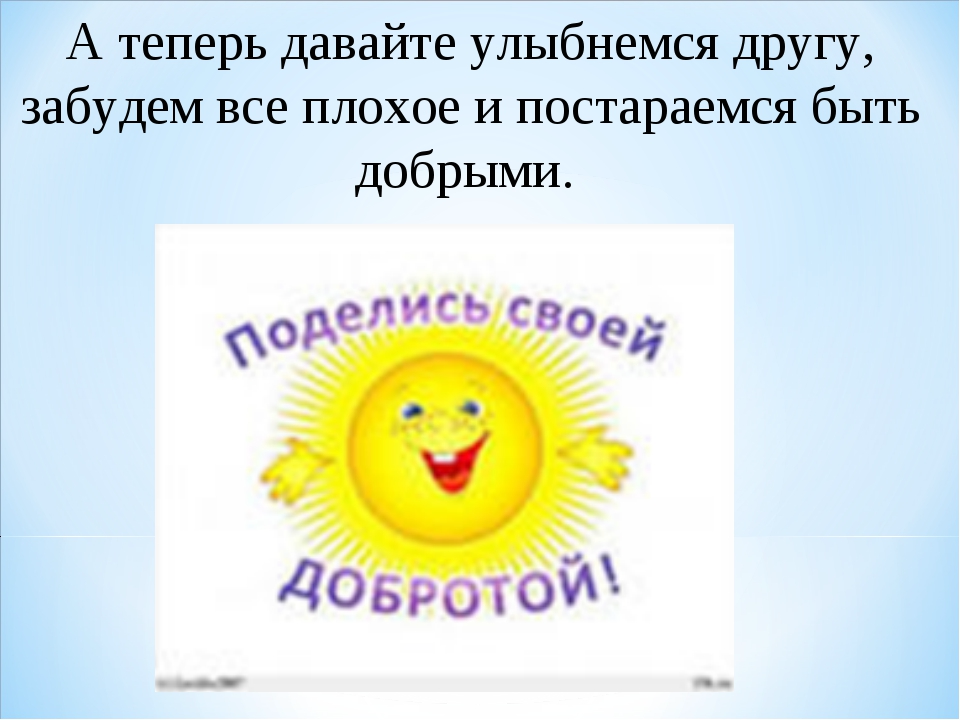 А теперь давайте улыбнемся другу,
забудем все плохое и постараемся быть
добрыми.
Поделись своей
ДОБРОТОЙ!